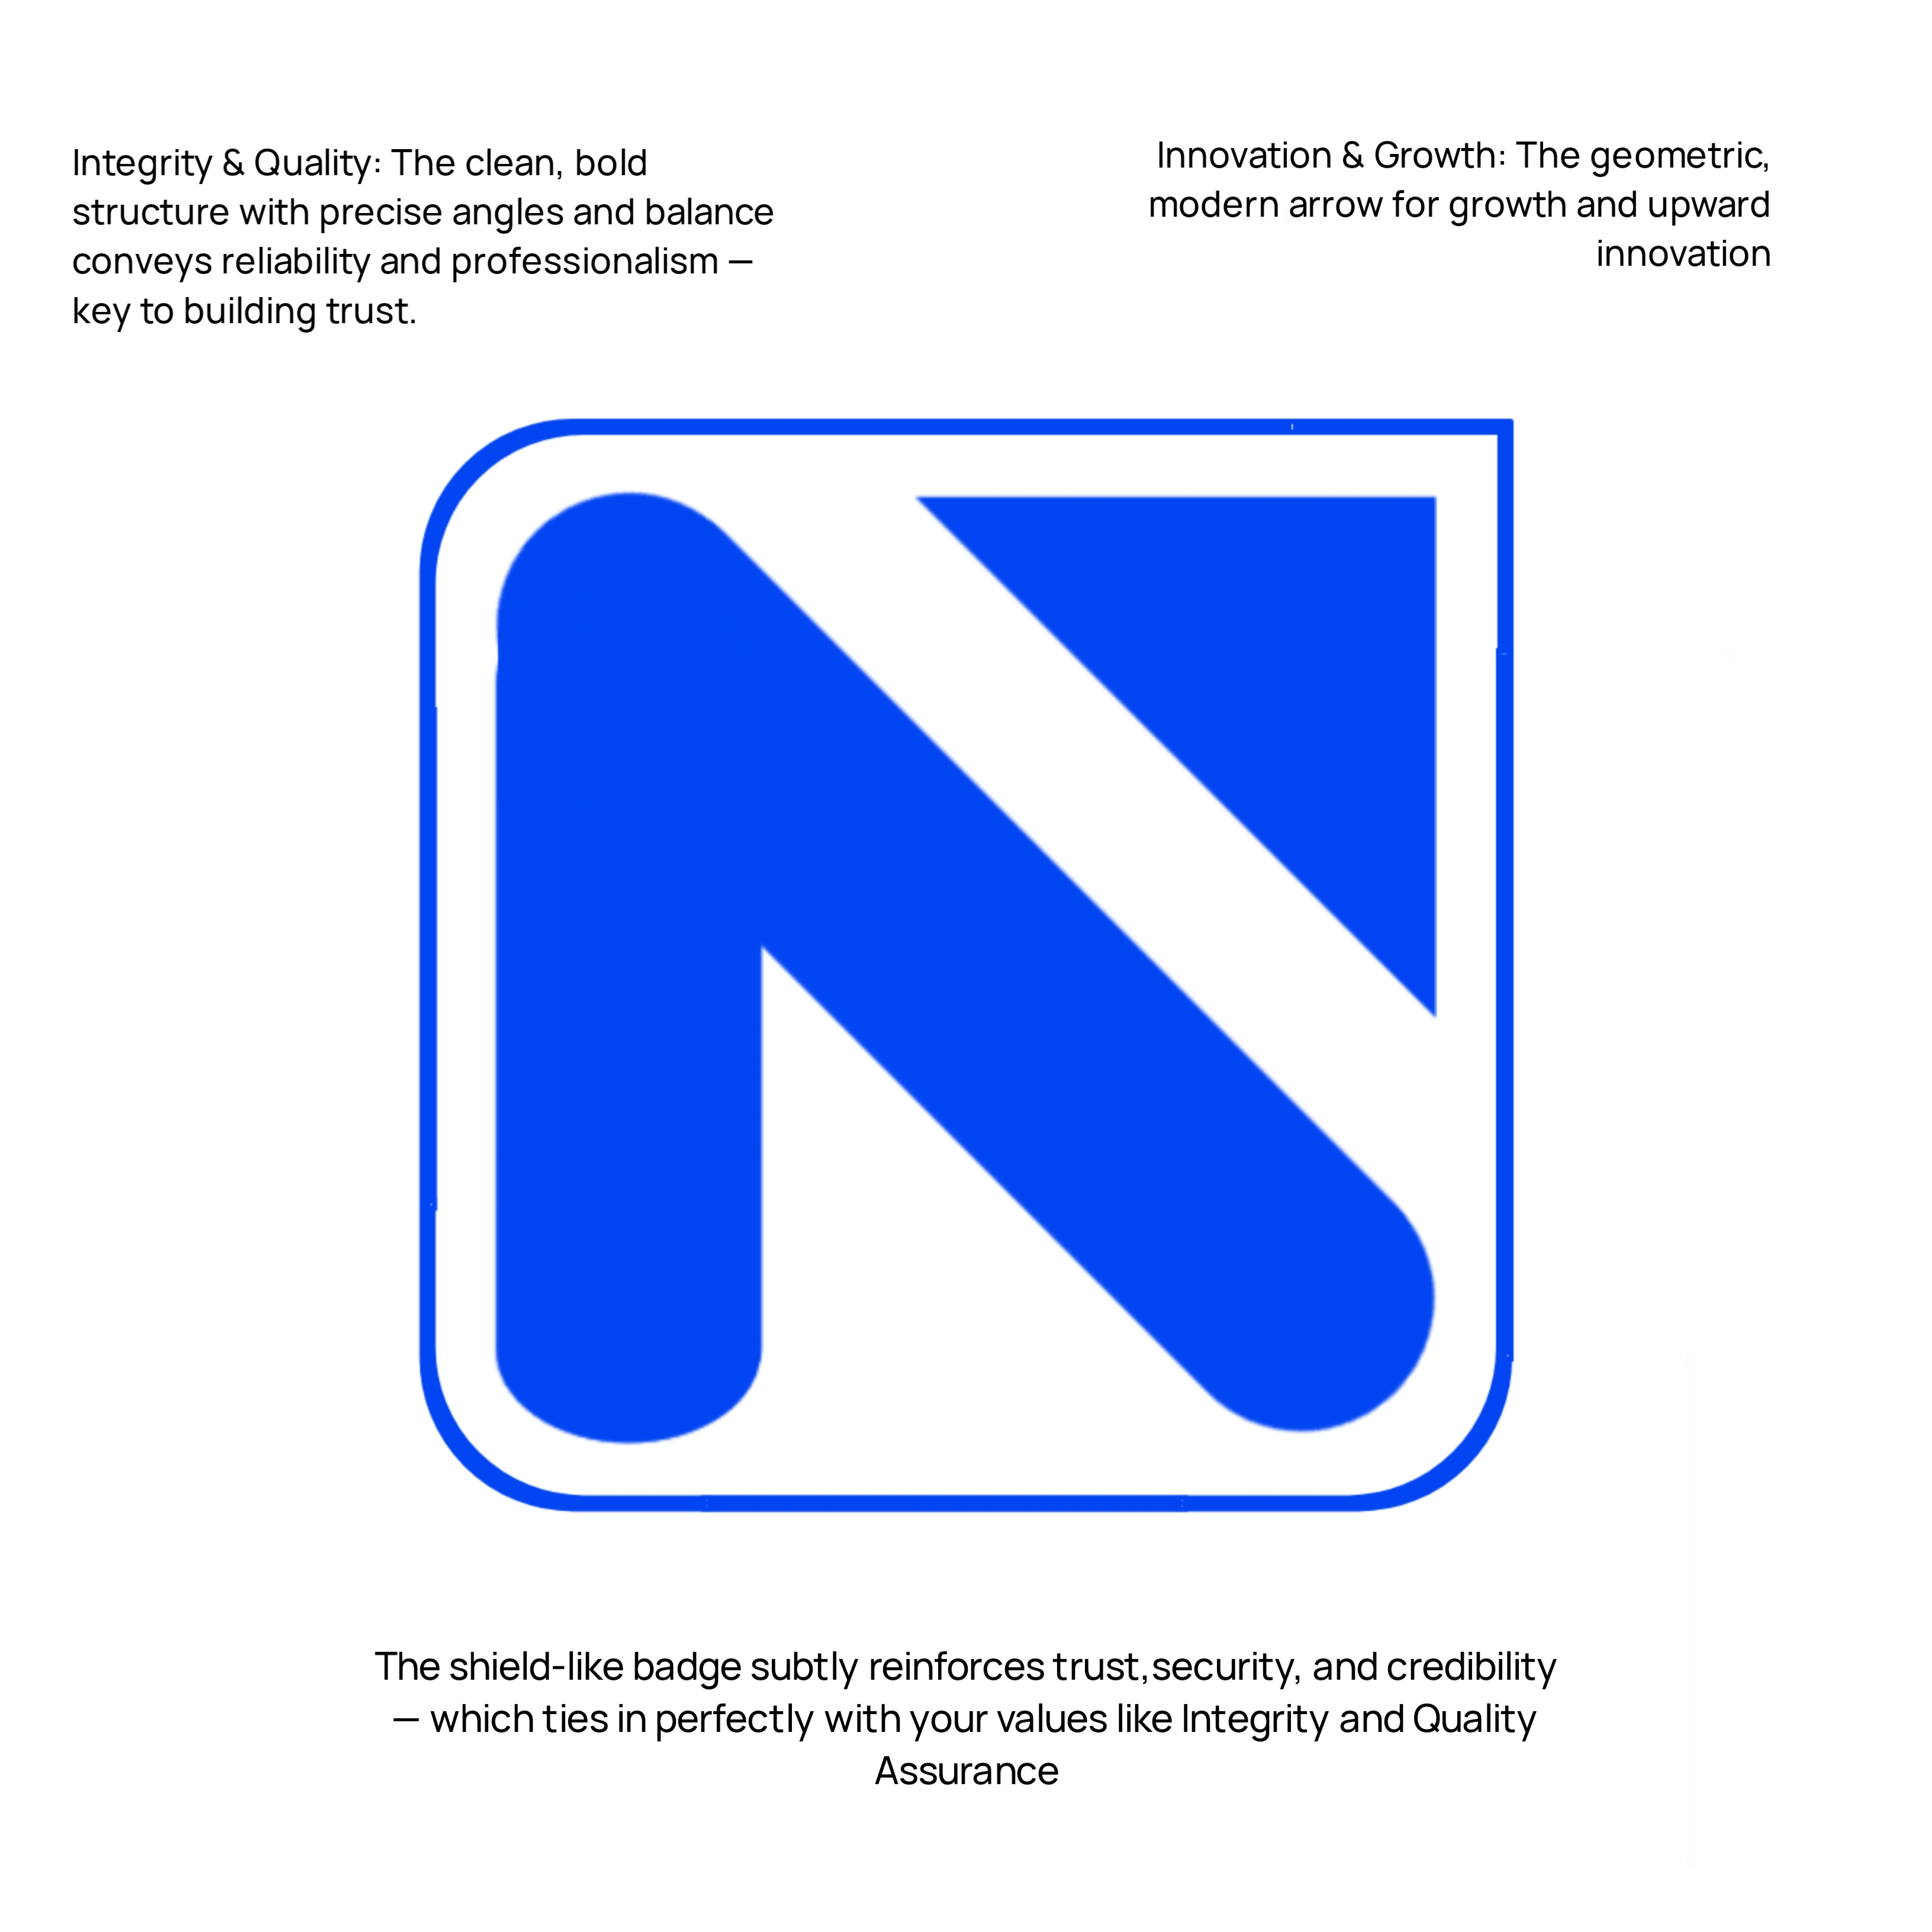 Integrity & Quality: The clean, bold
structure with precise angles and balance
conveys reliability and professionalism —
key to building trust.
Innovation & Growth: The geometric,
modern arrow for growth and upward
innovation
The shield-like badge subtly reinforces trust,security, and credibility
— which ties in perfectly with your values like Integrity and Quality
Assurance